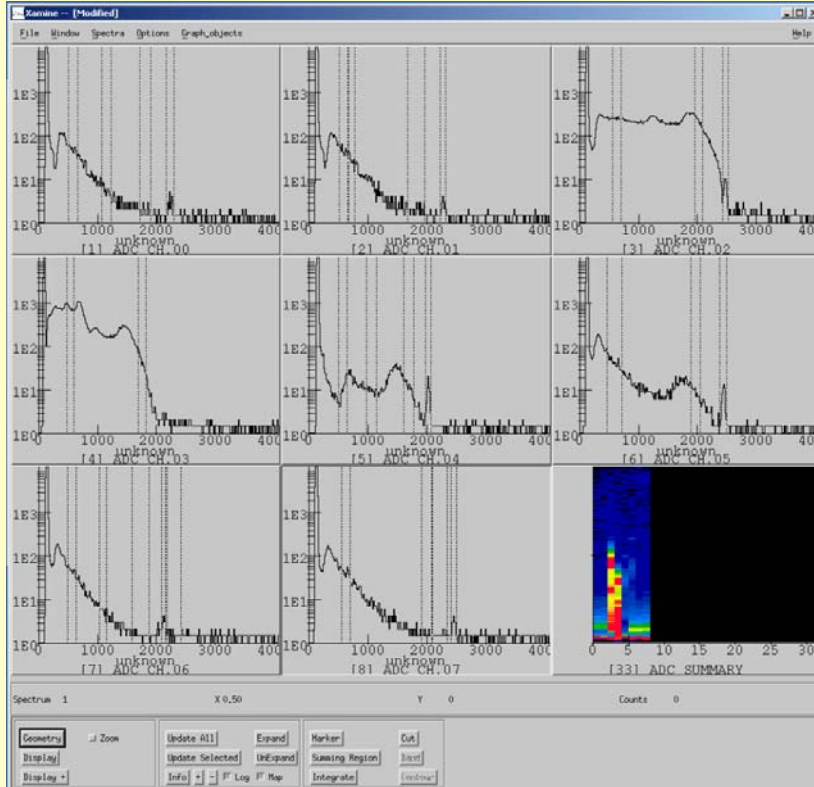 Xamine -- [Modified]
File Window Spectra Options Graph_objects Help
1E3
1E2
1E1
1E0
0 1000 2000 3000 400
unknown
[1] ADC CH.00
1E3
1E2
1E1
1E0
0 1000 2000 3000 400
unknown
[2] ADC CH.01
1E3
1E2
1E1
1E0
0 1000 2000 3000 400
unknown
[3] ADC CH.02
1E3
1E2
1E1
1E0
0 1000 2000 3000 400
unknown
[4] ADC CH.03
1E3
1E2
1E1
1E0
0 1000 2000 3000 400
unknown
[5] ADC CH.04
1E3
1E2
1E1
1E0
0 1000 2000 3000 400
unknown
[6] ADC CH.05
1E3
1E2
1E1
1E0
0 1000 2000 3000 400
unknown
[7] ADC CH.06
1E3
1E2
1E1
1E0
0 1000 2000 3000 400
unknown
[8] ADC CH.07
0 5 10 15 20 25 30
[33] ADC SUMMARY
Spectrum 1 X 0.50 Y 0 Counts 0
Geometry Zoom Update All Expand Marker Cut
Display Update Selected UnExpand Summing Region Band
Display + Info + - Log Map Integrate Contour